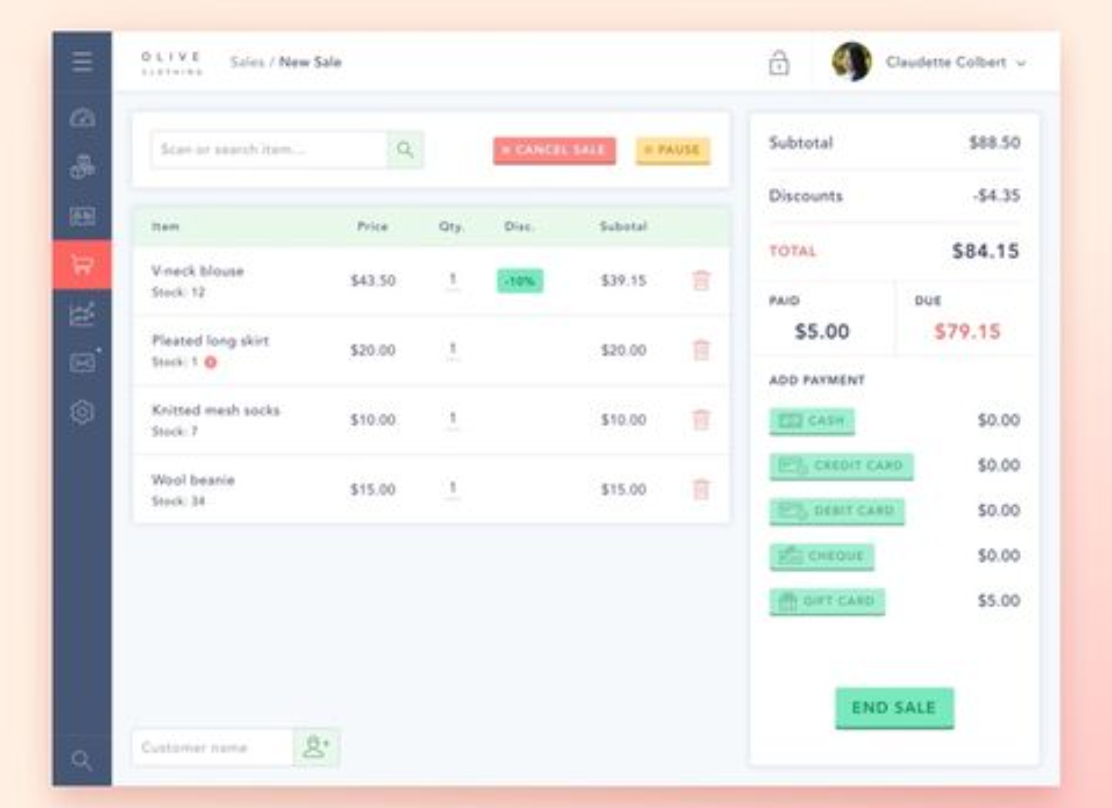 OLIVE
CLOTHING
Sales / New Sale
Claudette Colbert
Scan or search item...
CANCEL SALE
PAUSE
Item Price Qty. Disc. Subotal
V-neck blouse
Stock: 12
$43.50 1 -10% $39.15
Pleated long skirt
Stock: 1
$20.00 1 $20.00
Knitted mesh socks
Stock: 7
$10.00 1 $10.00
Wool beanie
Stock: 34
$15.00 1 $15.00
Customer name
Subtotal $88.50
Discounts -$4.35
TOTAL $84.15
PAID DUE
$5.00 $79.15
ADD PAYMENT
CASH $0.00
CREDIT CARD $0.00
DEBIT CARD $0.00
CHEQUE $0.00
GIFT CARD $5.00
END SALE